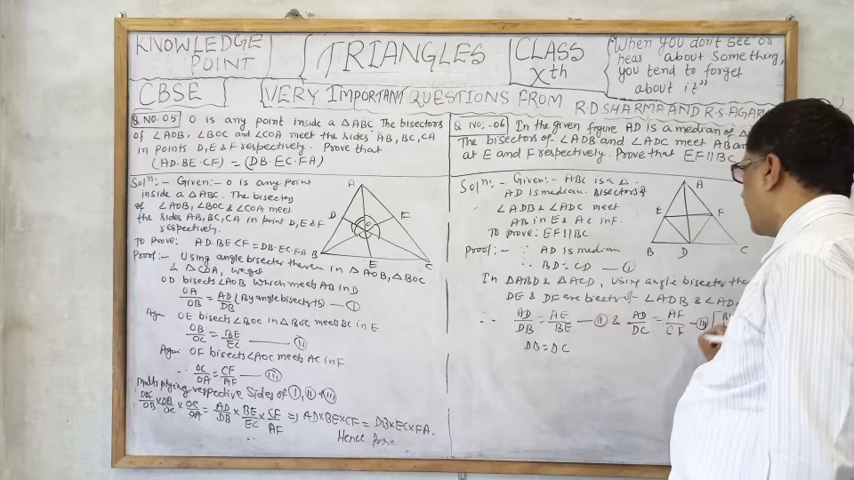 KNOWLEDGE POINT
TRIANGLES
CLASS Xth
"When you don't see or
hear about something,
you tend to forget
about it"
CBSE
VERY IMPORTANT QUESTIONS FROM R.D SHARMA AND R.S AGAR
Q.NO.05 O is any point inside a ΔABC The bisectors
of ∠AOB, ∠BOC and ∠COA meet the sides AB, BC, CA
in points D, E & F respectively. Prove that
(AD·BE·CF) = (DB·EC·FA)
Solⁿ:- Given:- O is any point
inside a ΔABC. The bisectors
of ∠AOB, ∠BOC & ∠COA meet
the sides AB, BC, CA in point D, E & F
respectively.
To Prove: AD·BE·CF=DB·EC·FA
Proof:- Using angle bisecter theorem in ΔAOB, ΔBOC
& ΔCOA, we get
OD bisects ∠AOB which meets AB in D
OA/OB = AD/DB (By angle bisects th) - (I)
Again OE bisects ∠BOC in ΔBOC meets BC in E
OB/OC = BE/EC - (II)
Again OF bisects ∠AOC meets AC in F
∴ OC/OA = CF/AF - (III)
Multiplying respective sides of (I), (II) & (III)
× OB/OC × OC/OA = AD/DB × BE/EC × CF/AF => AD×BE×CF = DB×EC×FA.
∴ Hence Prove
A
D
F
O
B
E
C
Q NO.-06 In the given figure AD is a median of Δ
The bisectors of ∠ADB and ∠ADC meet AB an
at E and F respectively. Prove that EF||BC
Solⁿ:- Given:- ABC is a Δ.
AD is median. Bisectors of
∠ADB & ∠ADC meet
AB in E & AC in F.
To prove: EF||BC
Proof:- ∵ AD is median
∴ BD=CD - (I)
In ΔABD & ΔACD, using angle bisecter the
DE & DF are bisectors of ∠ADB & ∠AD
∴ AD/DB = AE/BE - (II) & AD/DC = AF/CF - (III)
DB=DC
A
E
F
B
D
C